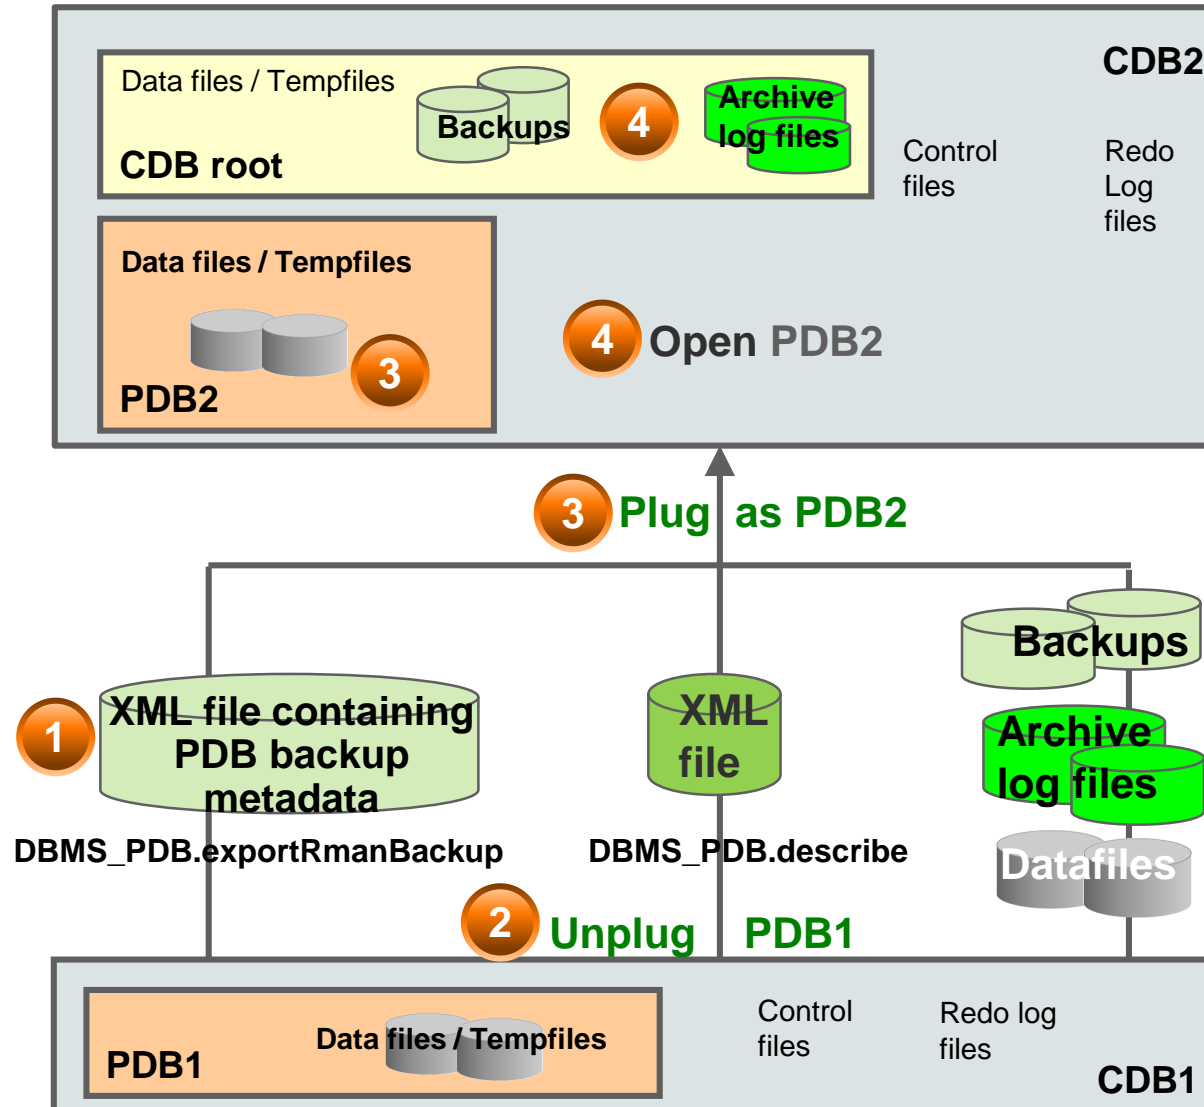 CDB2
Data files / Tempfiles
Backups
4
Archive
log files
CDB root
Control
files
Redo
Log
files
Data files / Tempfiles
3
PDB2
4 Open PDB2
3 Plug as PDB2
Backups
1
XML file containing
PDB backup
metadata
XML
file
Archive
log files
DBMS_PDB.exportRmanBackup
DBMS_PDB.describe
Datafiles
2 Unplug PDB1
Data files / Tempfiles
PDB1
Control
files
Redo log
files
CDB1